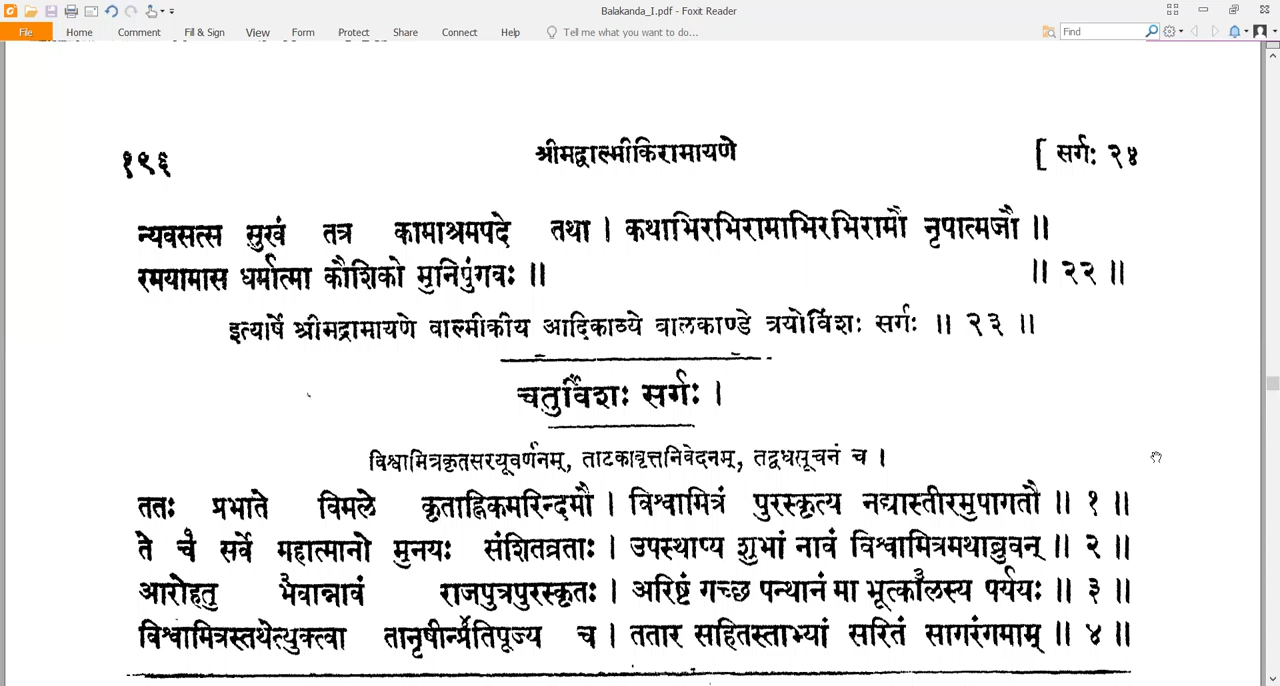 Balakanda_I.pdf - Foxit Reader
File Home Comment Fill & Sign View Form Protect Share Connect Help Tell me what you want to do... Find
१९६ श्रीमद्वाल्मीकिरामायणे [ सर्गः २४
न्यवसत्स सुखं तत्र कामाश्रमपदे तथा । कथाभिरभिरामाभिरभिरामौ नृपात्मजौ ॥
रमयामास धर्मात्मा कौशिको मुनिपुंगवः ॥ ॥ २२ ॥
इत्यार्षे श्रीमद्रामायणे वाल्मीकीय आदिकाव्ये बालकाण्डे त्रयोविंशः सर्गः ॥ २३ ॥
चतुर्विंशः सर्गः ।
विश्वामित्रकृतसरयूवर्णनम्, ताटकावृत्तनिवेदनम्, तद्वधसूचनं च ।
ततः प्रभाते विमले कृताह्निकमरिन्दमौ । विश्वामित्रं पुरस्कृत्य नद्यास्तीरमुपागतौ ॥ १ ॥
ते च सर्वे महात्मानो मुनयः संशितव्रताः । उपस्थाप्य शुभां नावं विश्वामित्रमथाब्रुवन् ॥ २ ॥
आरोहतु भवान्नावं राजपुत्रपुरस्कृतः । अरिष्टं गच्छ पन्थानं मा भूत्कालस्य पर्ययः ॥ ३ ॥
विश्वामित्रस्तथेत्युक्त्वा तानृषीन्प्रतिपूज्य च । ततार सहितस्ताभ्यां सरितं सागरंगमाम् ॥ ४ ॥